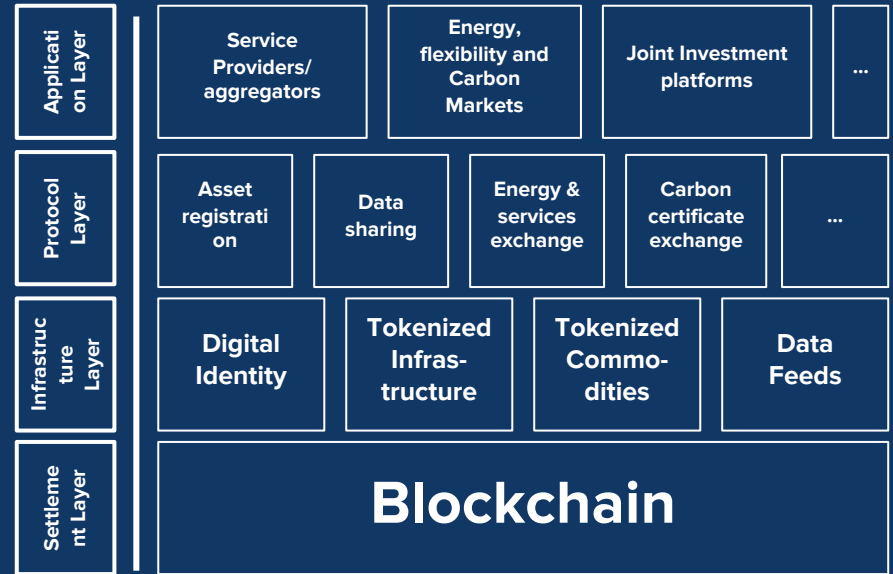 Applicati
on Layer
Service
Providers/
aggregators
Energy,
flexibility and
Carbon
Markets
Joint Investment
platforms
...
Protocol
Layer
Asset
registrati
on
Data
sharing
Energy &
services
exchange
Carbon
certificate
exchange
...
Infrastruc
ture
Layer
Digital
Identity
Tokenized
Infras-
tructure
Tokenized
Commo-
dities
Data
Feeds
Settleme
nt Layer
Blockchain